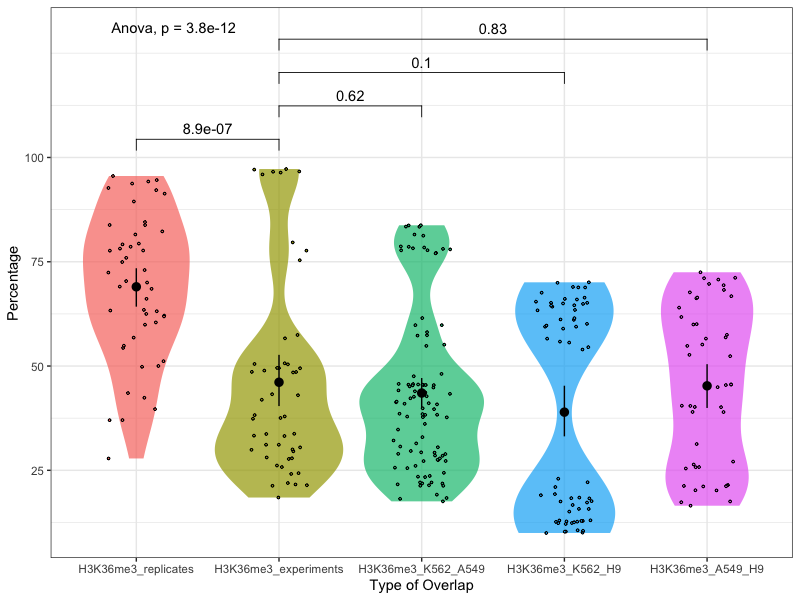 Anova, p = 3.8e-12
0.83
0.1
0.62
8.9e-07
100
75
50
25
Percentage
H3K36me3_replicates
H3K36me3_experiments
H3K36me3_K562_A549
H3K36me3_K562_H9
H3K36me3_A549_H9
Type of Overlap